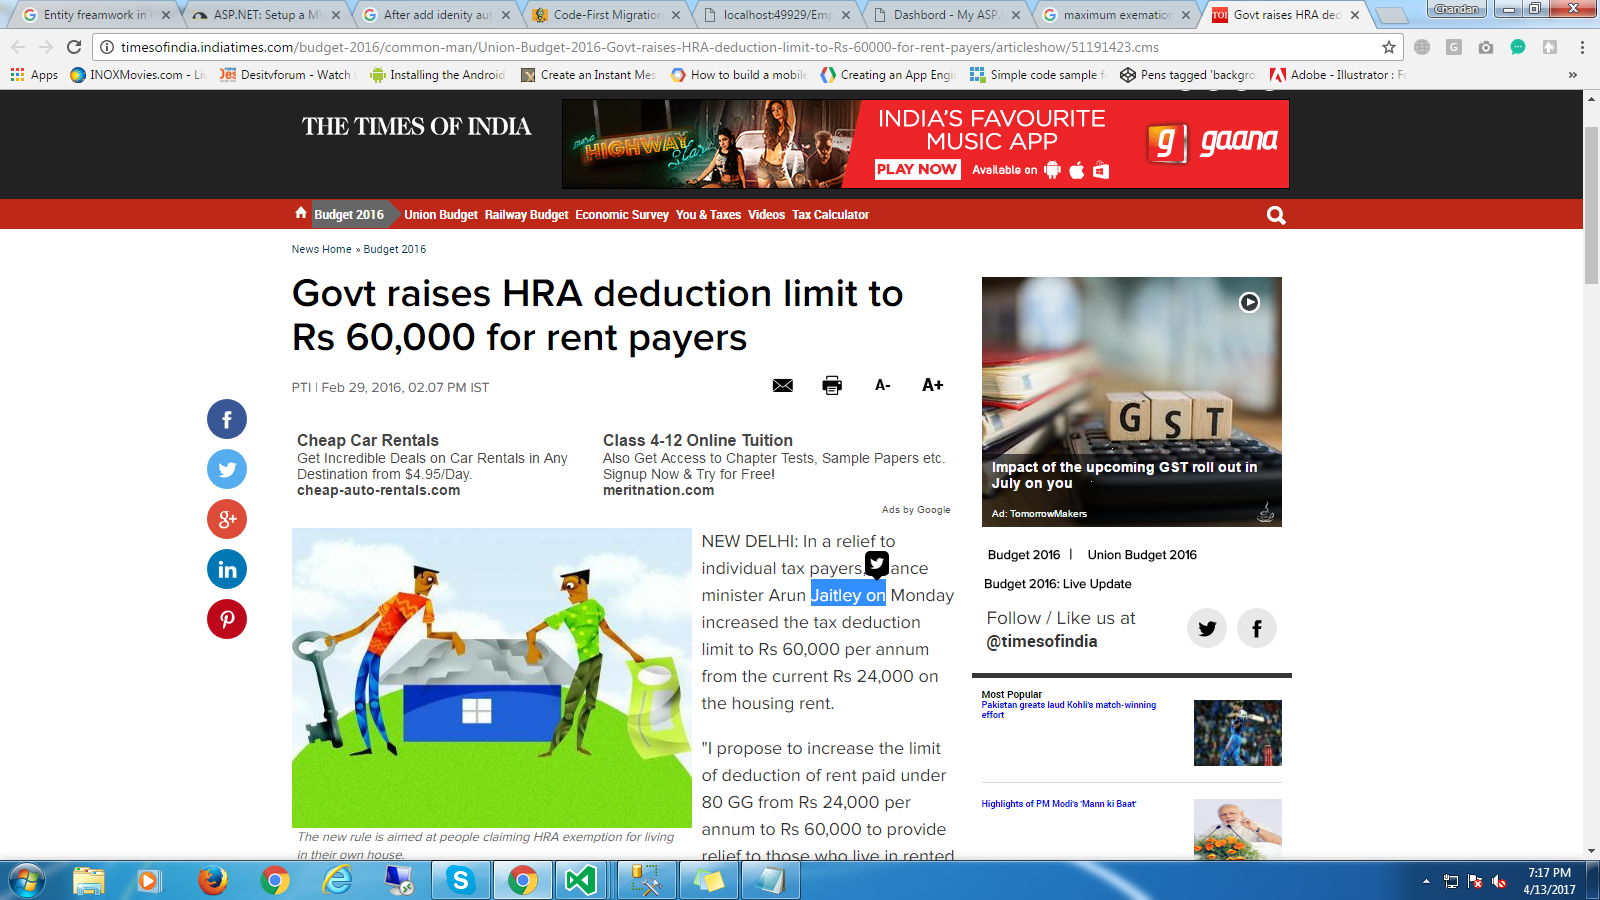 Entity freamwork in
ASP.NET: Setup a M
After add idenity aut
Code-First Migration
localhost:49929/Emp
Dashbord - My ASP.
maximum exemation
Govt raises HRA ded
Chandan
timesofindia.indiatimes.com/budget-2016/common-man/Union-Budget-2016-Govt-raises-HRA-deduction-limit-to-Rs-60000-for-rent-payers/articleshow/51191423.cms
Apps
INOXMovies.com - Li
Desitvforum - Watch
Installing the Android
Create an Instant Mes
How to build a mobile
Creating an App Engi
Simple code sample f
Pens tagged 'backgro
Adobe - Illustrator : F
»
THE TIMES OF INDIA
HIGHWAY
INDIA'S FAVOURITE
MUSIC APP
PLAY NOW Available on
g gaana
Budget 2016 Union Budget Railway Budget Economic Survey You & Taxes Videos Tax Calculator
News Home » Budget 2016
Govt raises HRA deduction limit to
Rs 60,000 for rent payers
PTI | Feb 29, 2016, 02.07 PM IST
A- A+
Cheap Car Rentals
Get Incredible Deals on Car Rentals in Any
Destination from $4.95/Day.
cheap-auto-rentals.com
Class 4-12 Online Tuition
Also Get Access to Chapter Tests, Sample Papers etc.
Signup Now & Try for Free!
meritnation.com
Ads by Google
NEW DELHI: In a relief to
individual tax payers, ance
minister Arun Jaitley on Monday
increased the tax deduction
limit to Rs 60,000 per annum
from the current Rs 24,000 on
the housing rent.
"I propose to increase the limit
of deduction of rent paid under
80 GG from Rs 24,000 per
annum to Rs 60,000 to provide
relief to those who live in rented
The new rule is aimed at people claiming HRA exemption for living
in their own house.
GST
Impact of the upcoming GST roll out in
July on you
Ad: TomorrowMakers
Budget 2016 | Union Budget 2016
Budget 2016: Live Update
Follow / Like us at
@timesofindia
Most Popular
Pakistan greats laud Kohli's match-winning
effort
Highlights of PM Modi's 'Mann ki Baat'
7:17 PM
4/13/2017